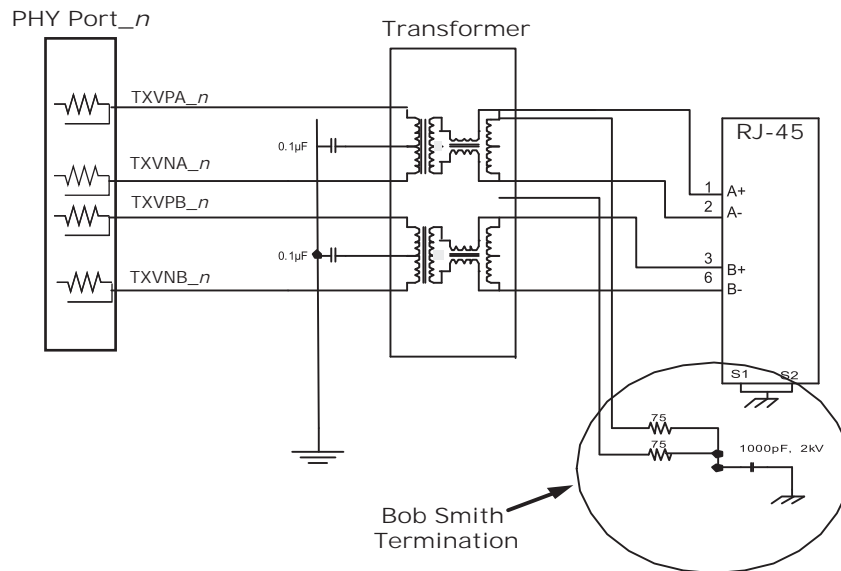 PHY Port_n
Transformer
TXVPA_n
0.1µF
TXVNA_n
TXVPB_n
0.1µF
TXVNB_n
RJ-45
1 A+
2 A-
3 B+
6 B-
S1 S2
75
75
1000pF, 2kV
Bob Smith
Termination